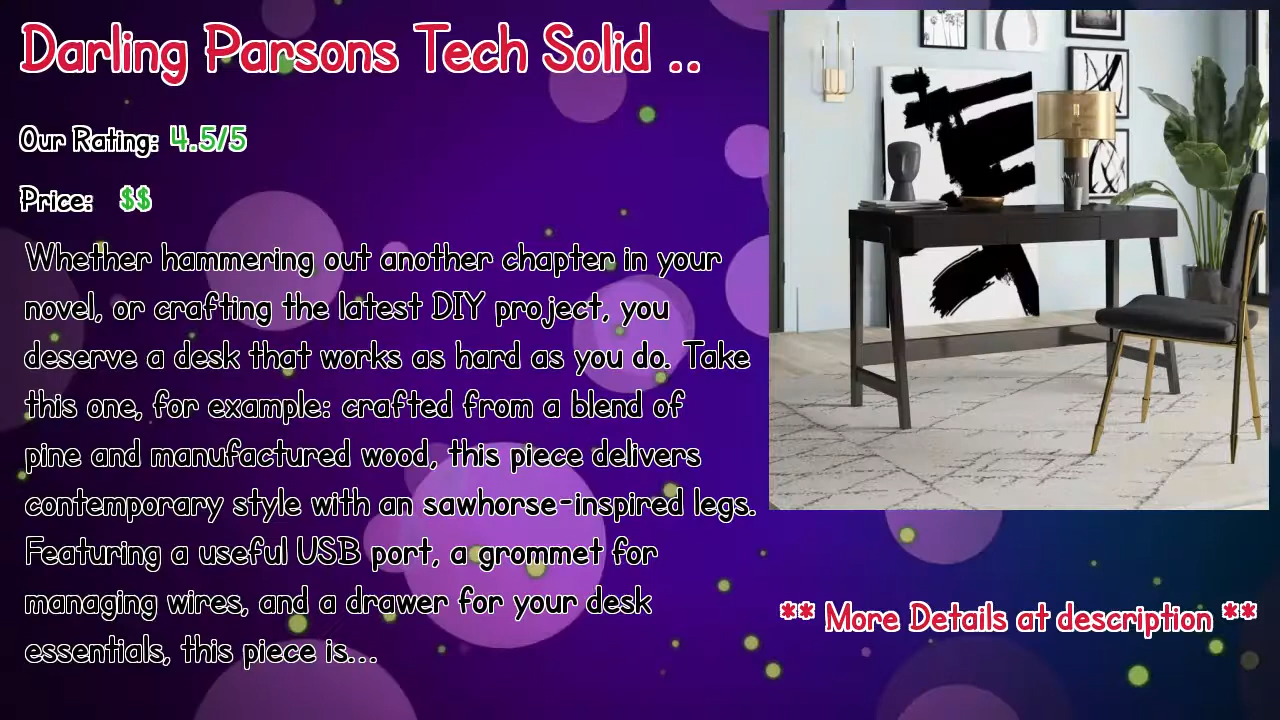 Darling Parsons Tech Solid ..
Our Rating: 4.5/5
Price: $$
Whether hammering out another chapter in your
novel, or crafting the latest DIY project, you
deserve a desk that works as hard as you do. Take
this one, for example: crafted from a blend of
pine and manufactured wood, this piece delivers
contemporary style with an sawhorse-inspired legs.
Featuring a useful USB port, a grommet for
managing wires, and a drawer for your desk
essentials, this piece is...
** More Details at description **